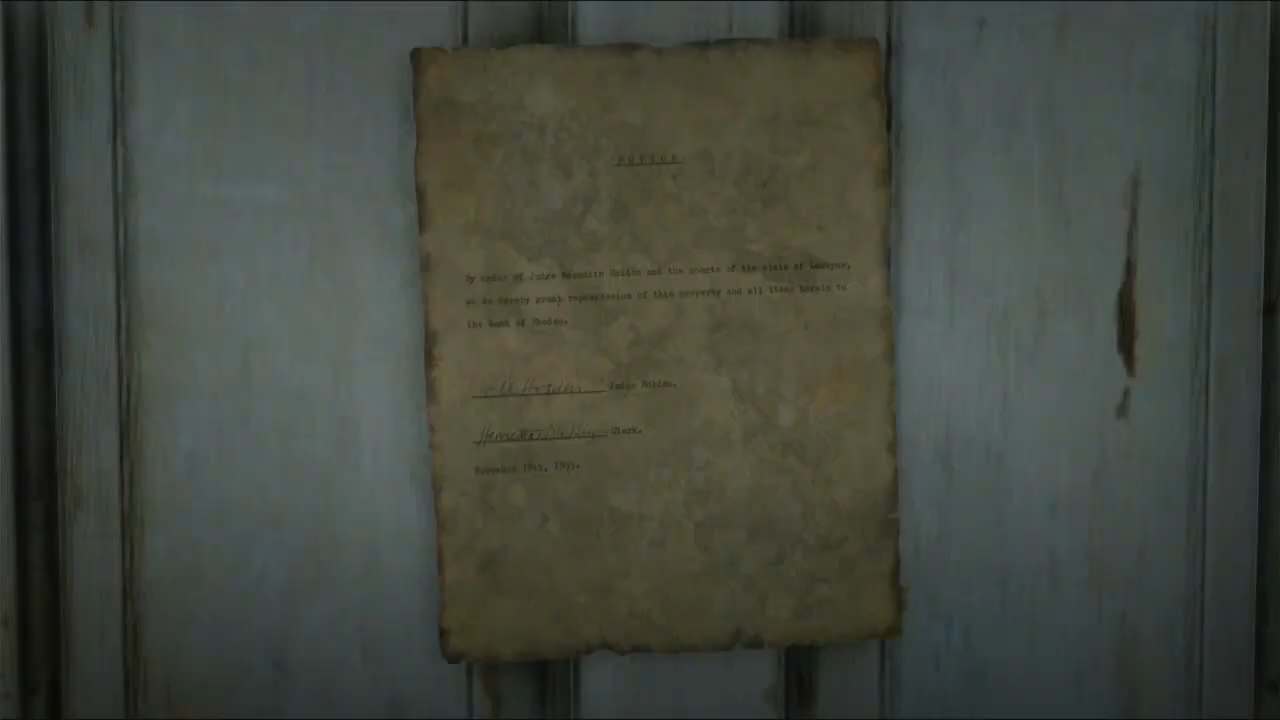 NOTICE
By order of Judge Holden and the courts of the state of Lemoyne,
we do hereby grant repossession of this property and all items herein to
the Bank of Rhodes.
Judge Holden.
Clerk.
November